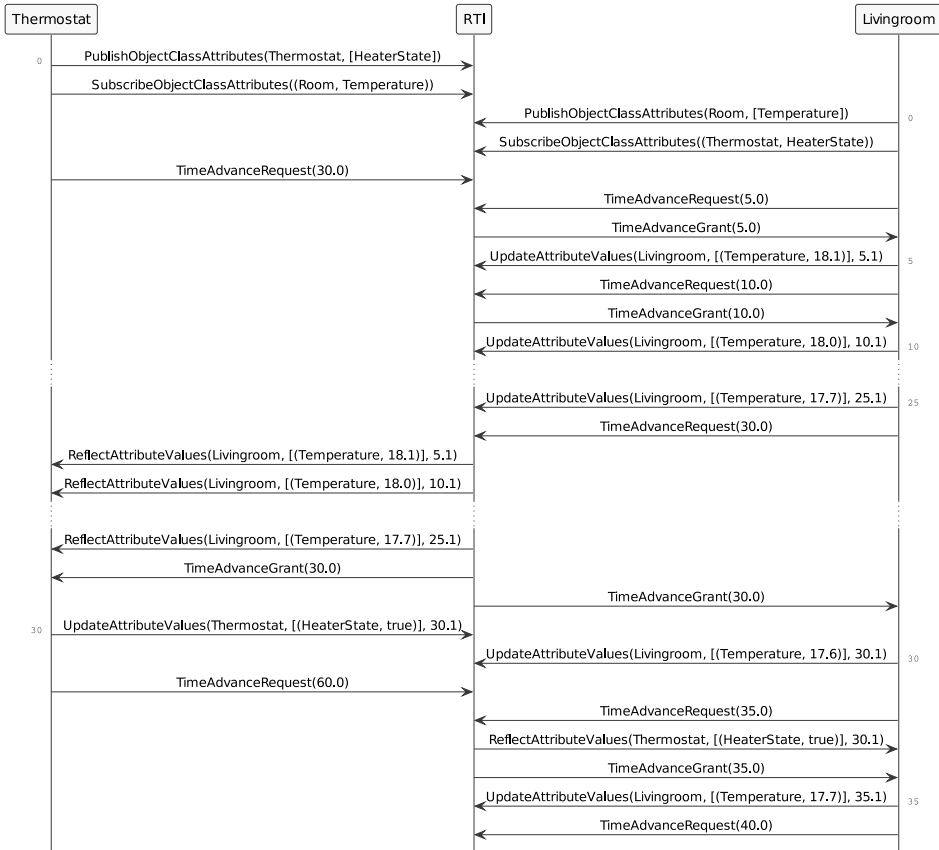 Thermostat
RTI
Livingroom
0
PublishObjectClassAttributes(Thermostat, [HeaterState])
SubscribeObjectClassAttributes((Room, Temperature))
PublishObjectClassAttributes(Room, [Temperature])
0
SubscribeObjectClassAttributes((Thermostat, HeaterState))
TimeAdvanceRequest(30.0)
TimeAdvanceRequest(5.0)
TimeAdvanceGrant(5.0)
UpdateAttributeValues(Livingroom, [(Temperature, 18.1)], 5.1)
5
TimeAdvanceRequest(10.0)
TimeAdvanceGrant(10.0)
UpdateAttributeValues(Livingroom, [(Temperature, 18.0)], 10.1)
10
UpdateAttributeValues(Livingroom, [(Temperature, 17.7)], 25.1)
25
TimeAdvanceRequest(30.0)
ReflectAttributeValues(Livingroom, [(Temperature, 18.1)], 5.1)
ReflectAttributeValues(Livingroom, [(Temperature, 18.0)], 10.1)
ReflectAttributeValues(Livingroom, [(Temperature, 17.7)], 25.1)
TimeAdvanceGrant(30.0)
TimeAdvanceGrant(30.0)
30
UpdateAttributeValues(Thermostat, [(HeaterState, true)], 30.1)
UpdateAttributeValues(Livingroom, [(Temperature, 17.6)], 30.1)
30
TimeAdvanceRequest(60.0)
TimeAdvanceRequest(35.0)
ReflectAttributeValues(Thermostat, [(HeaterState, true)], 30.1)
TimeAdvanceGrant(35.0)
UpdateAttributeValues(Livingroom, [(Temperature, 17.7)], 35.1)
35
TimeAdvanceRequest(40.0)